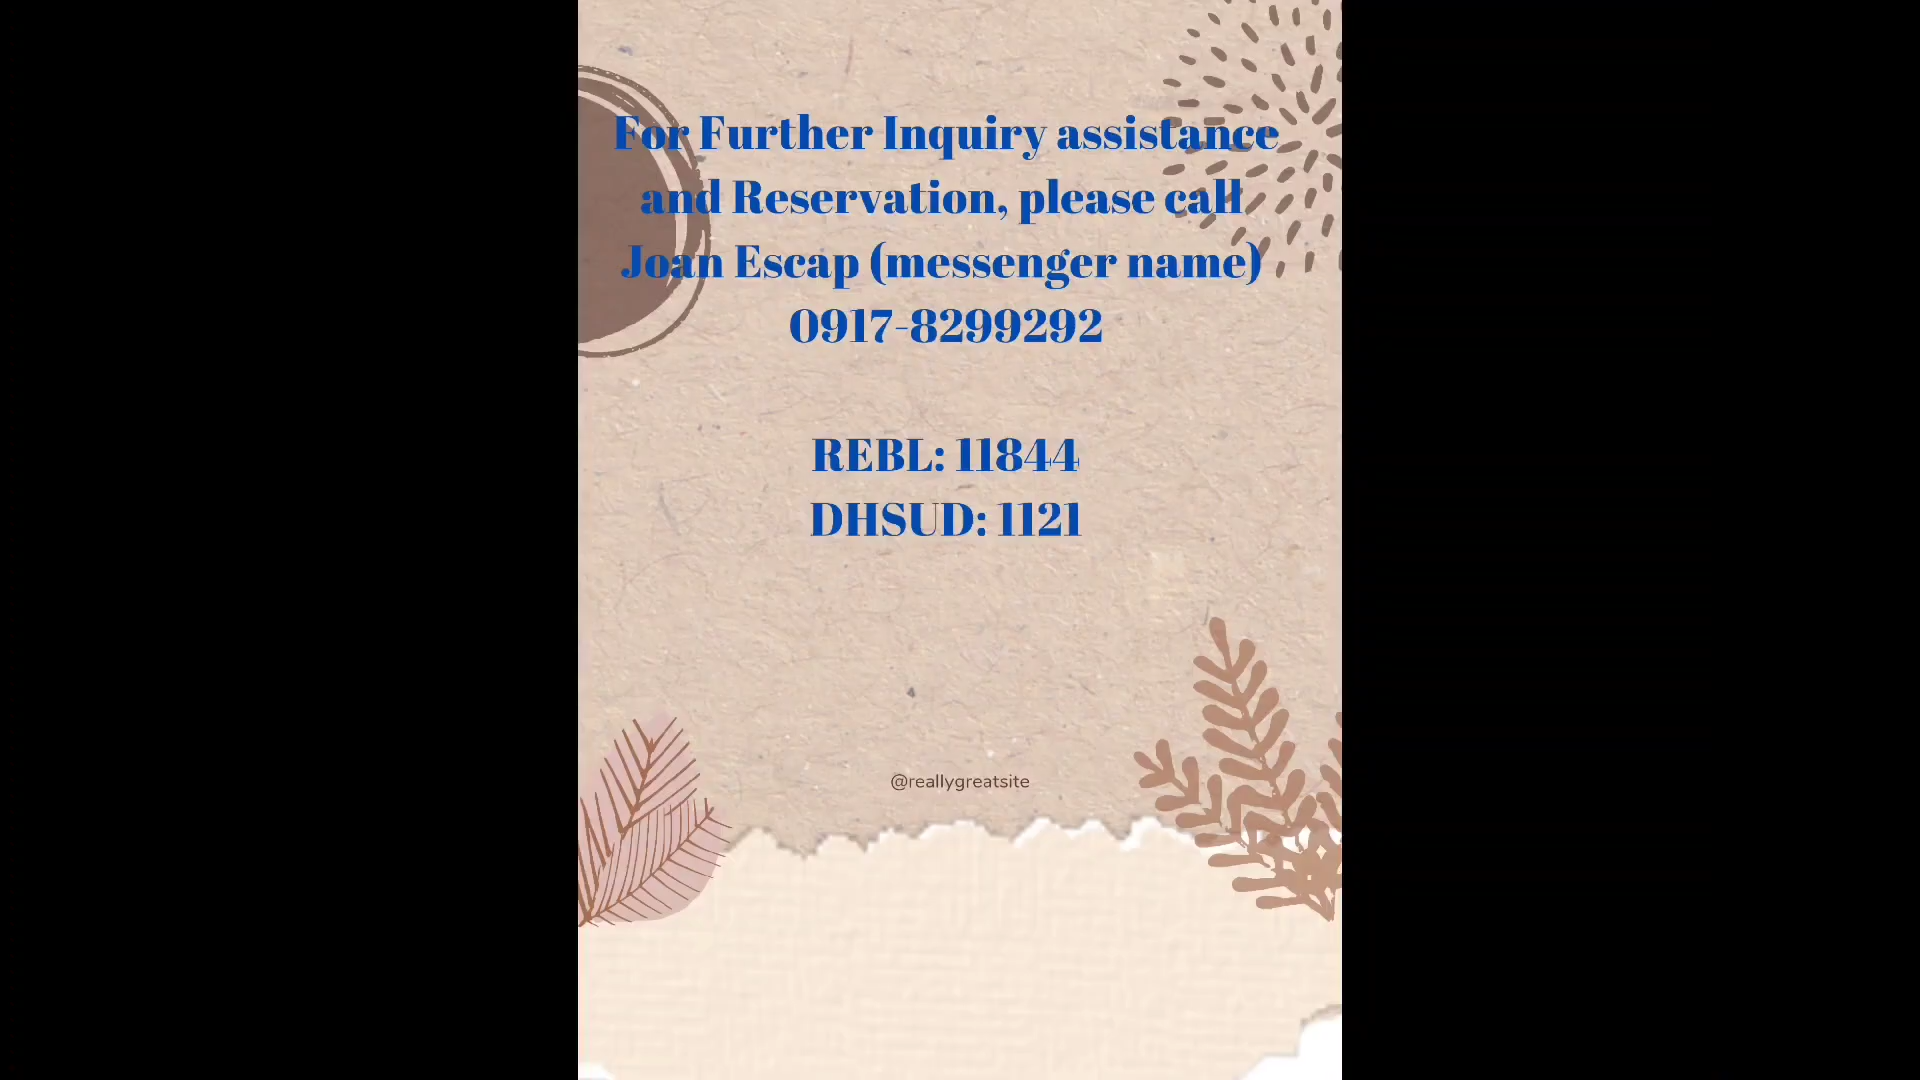 For Further Inquiry assistance
and Reservation, please call
Joan Escap (messenger name)
0917-8299292
REBL: 11844
DHSUD: 1121
@reallygreatsite